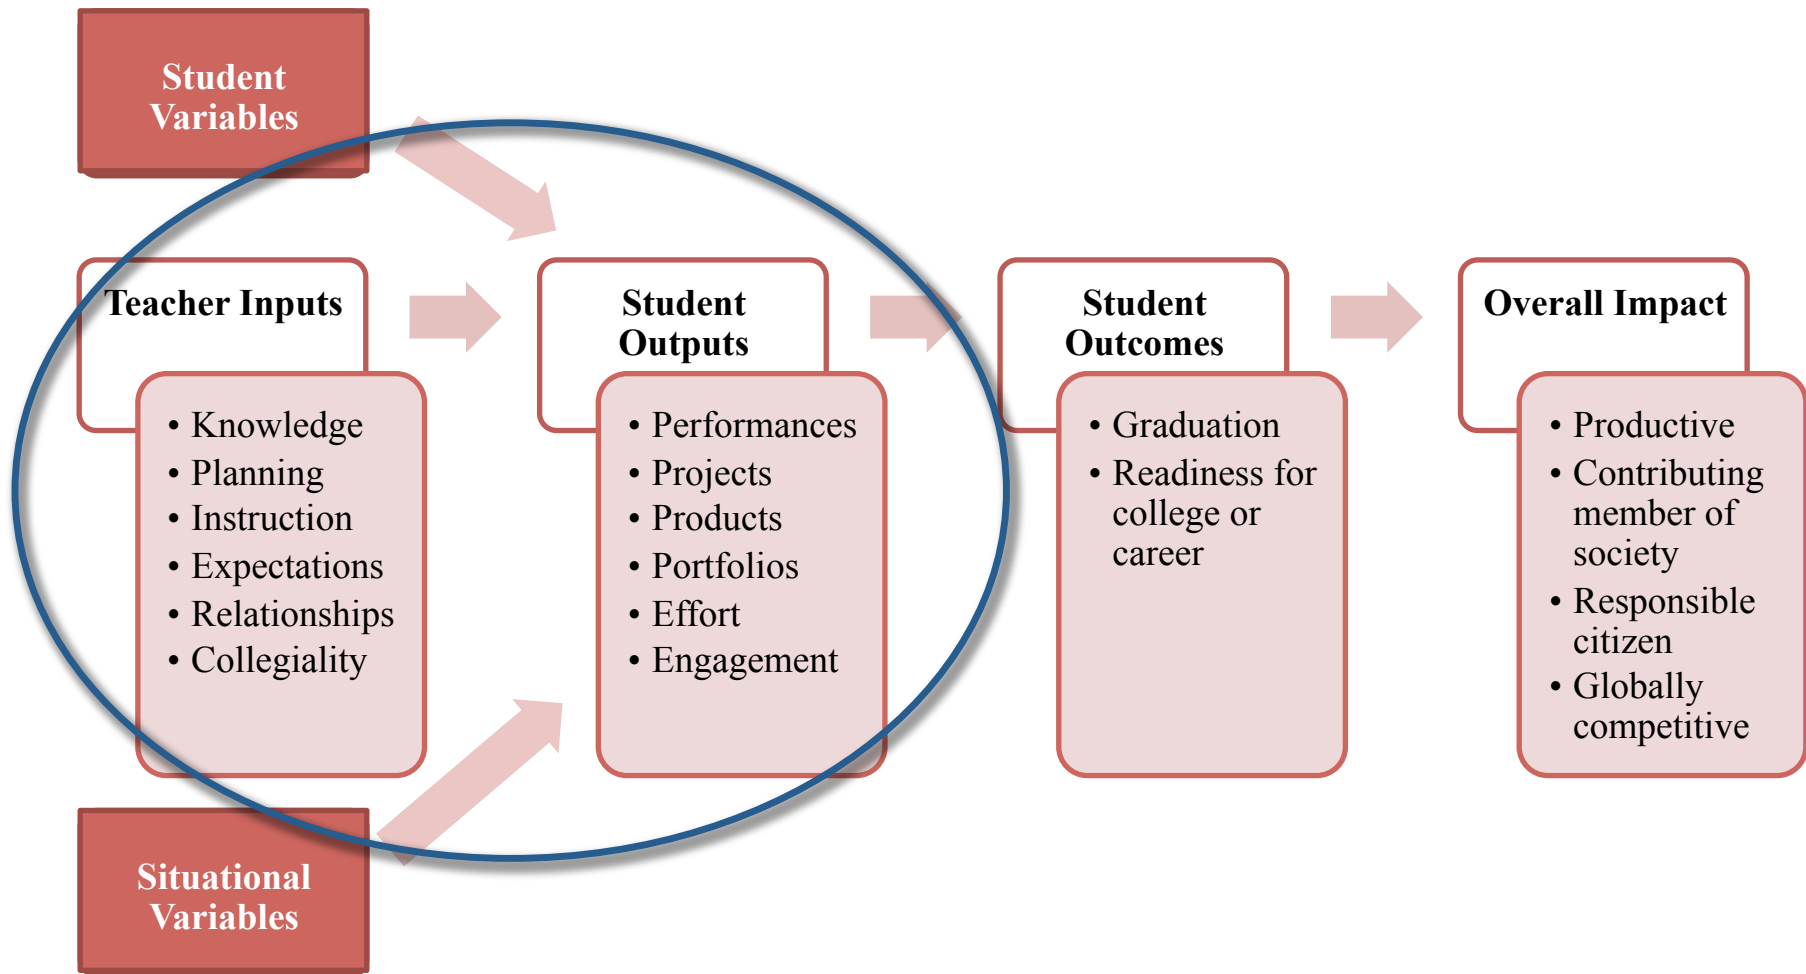 Student
Variables
Teacher Inputs
• Knowledge
• Planning
• Instruction
• Expectations
• Relationships
• Collegiality
Student
Outputs
• Performances
• Projects
• Products
• Portfolios
• Effort
• Engagement
Student
Outcomes
• Graduation
• Readiness for
college or
career
Overall Impact
• Productive
• Contributing
member of
society
• Responsible
citizen
• Globally
competitive
Situational
Variables